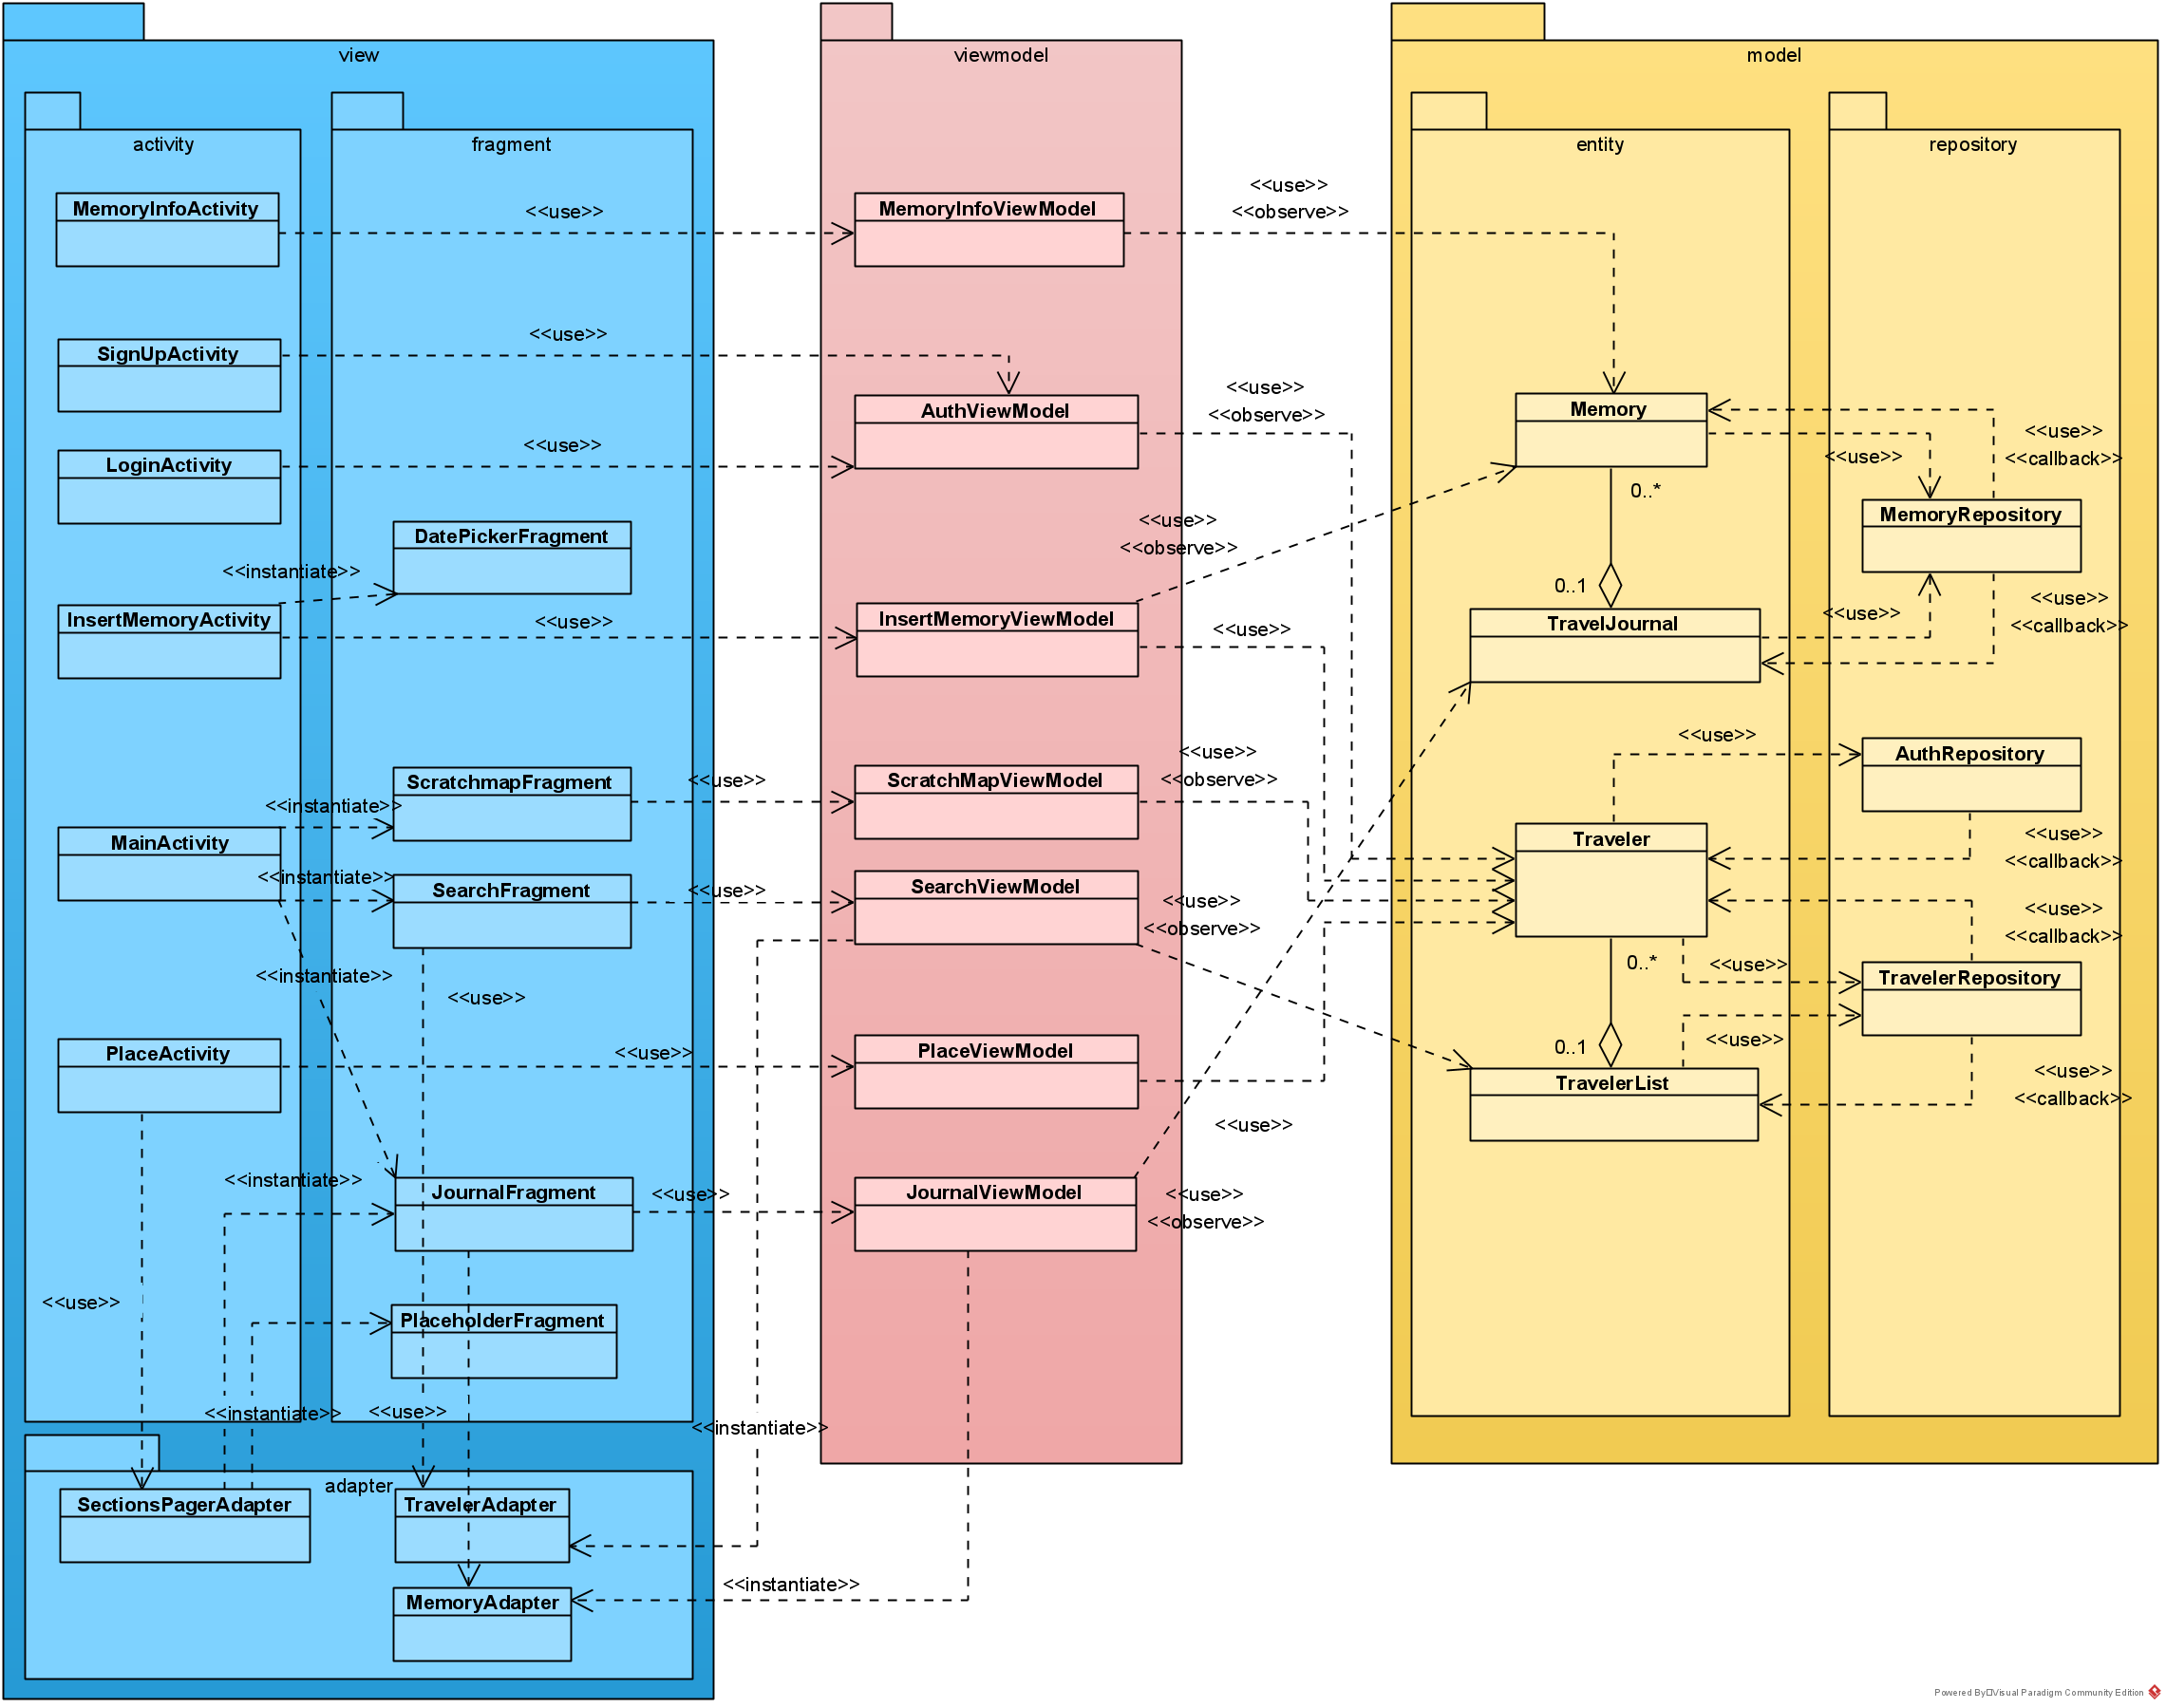 view
viewmodel
model
activity
fragment
entity
repository
MemoryInfoActivity
<<use>>
MemoryInfoViewModel
<<use>>
<<observe>>
SignUpActivity
<<use>>
AuthViewModel
<<use>>
<<observe>>
Memory
<<use>>
<<callback>>
<<use>>
LoginActivity
<<use>>
0..*
MemoryRepository
DatePickerFragment
<<instantiate>>
<<use>>
<<observe>>
0..1
InsertMemoryActivity
<<use>>
InsertMemoryViewModel
<<use>>
TravelJournal
<<use>>
<<use>>
<<callback>>
<<use>>
AuthRepository
ScratchmapFragment
<<use>>
ScratchMapViewModel
<<use>>
<<observe>>
<<instantiate>>
MainActivity
Traveler
<<use>>
<<callback>>
<<instantiate>>
SearchFragment
<<use>>
SearchViewModel
<<use>>
<<observe>>
<<use>>
<<callback>>
<<instantiate>>
<<use>>
0..*
<<use>>
TravelerRepository
PlaceActivity
<<use>>
PlaceViewModel
0..1
<<use>>
TravelerList
<<use>>
<<callback>>
<<use>>
<<instantiate>>
JournalFragment
<<use>>
JournalViewModel
<<use>>
<<observe>>
<<use>>
PlaceholderFragment
<<instantiate>>
<<use>>
<<instantiate>>
adapter
SectionsPagerAdapter
TravelerAdapter
<<instantiate>>
MemoryAdapter
Powered By Visual Paradigm Community Edition